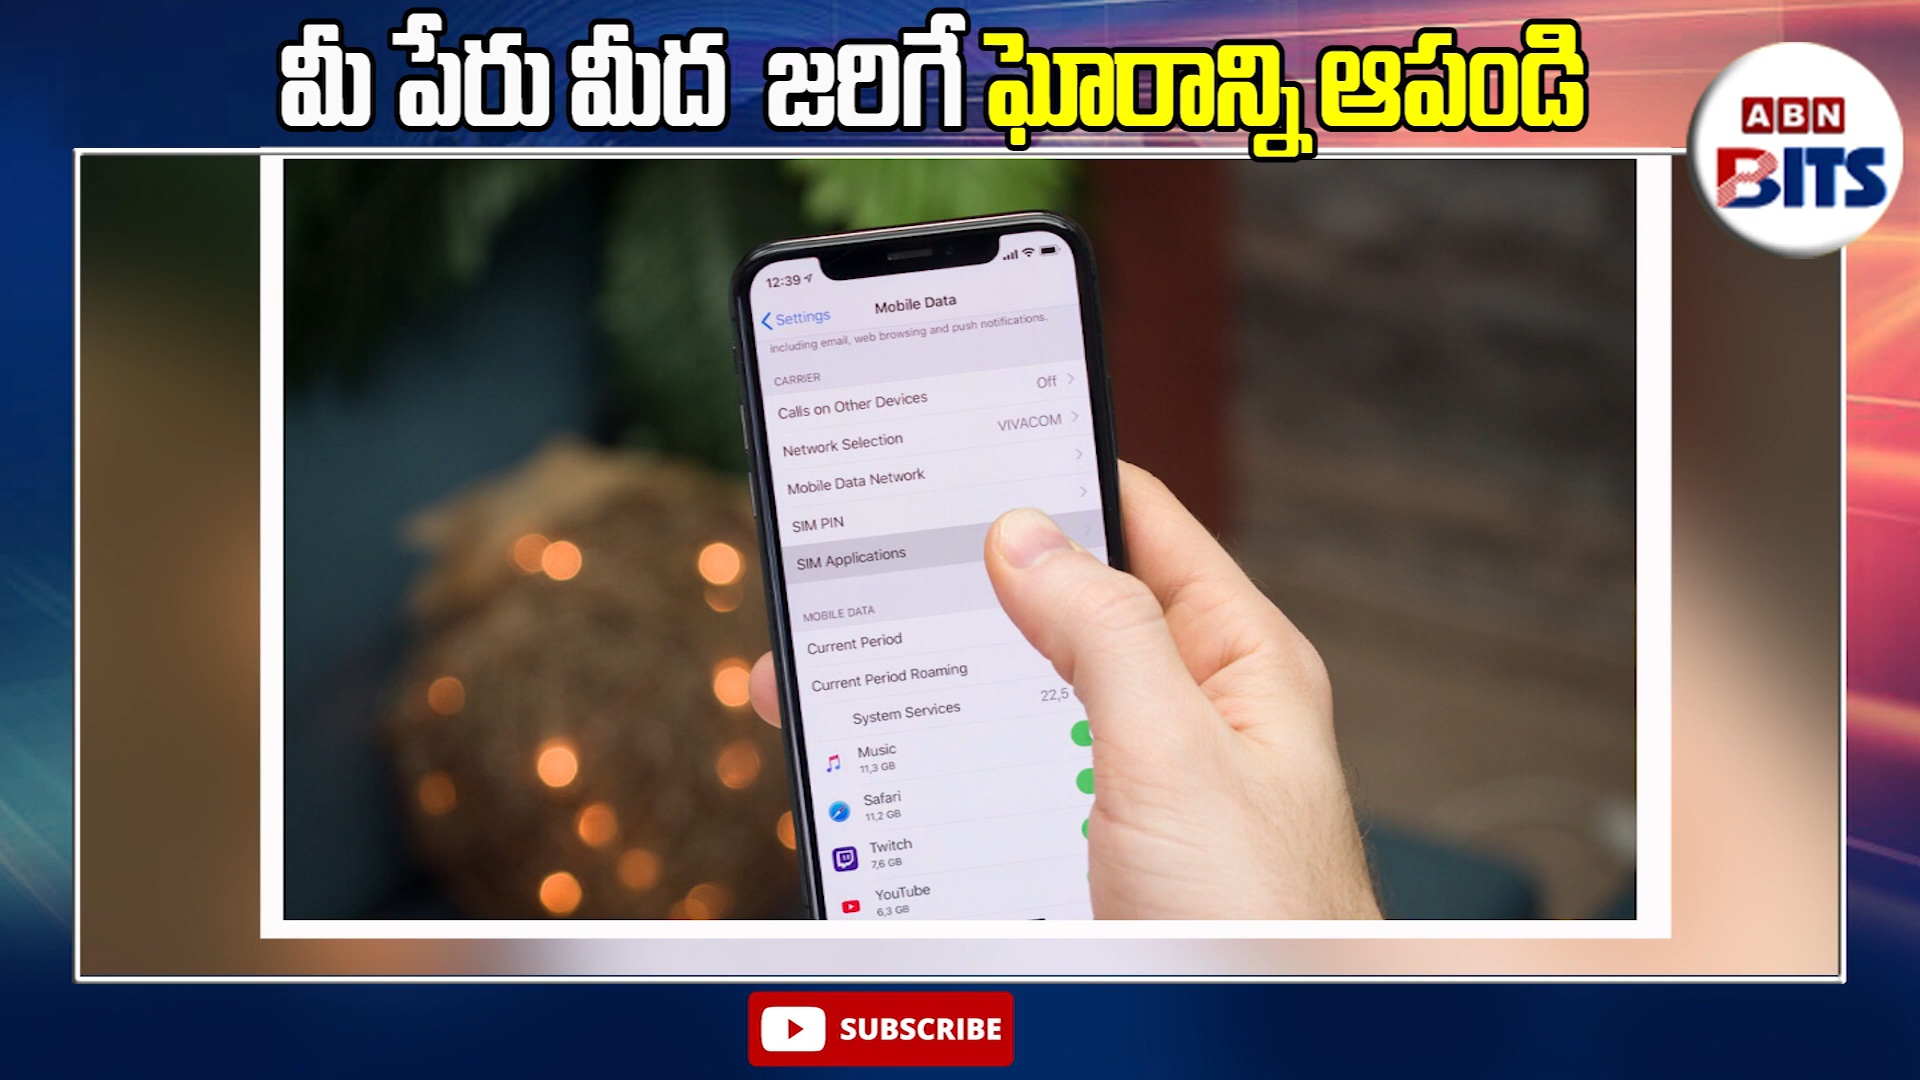 మీ పేరు మీద జరిగే ఘోరాన్ని ఆపండి
ABN
BITS
12:39
Settings
Mobile Data
including email, web browsing and push notifications.
CARRIER
Calls on Other Devices Off
Network Selection VIVACOM
Mobile Data Network
SIM PIN
SIM Applications
MOBILE DATA
Current Period
Current Period Roaming
System Services 22,5
Music
11,3 GB
Safari
11,2 GB
Twitch
7,6 GB
YouTube
6,3 GB
SUBSCRIBE